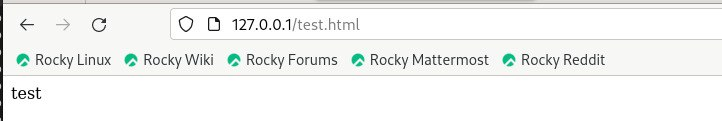 127.0.0.1/test.html
Rocky Linux Rocky Wiki Rocky Forums Rocky Mattermost Rocky Reddit
test